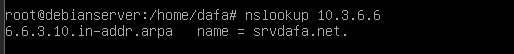 root@debianserver:/home/dafa# nslookup 10.3.6.6
6.6.3.10.in-addr.arpa   name = srvdafa.net.